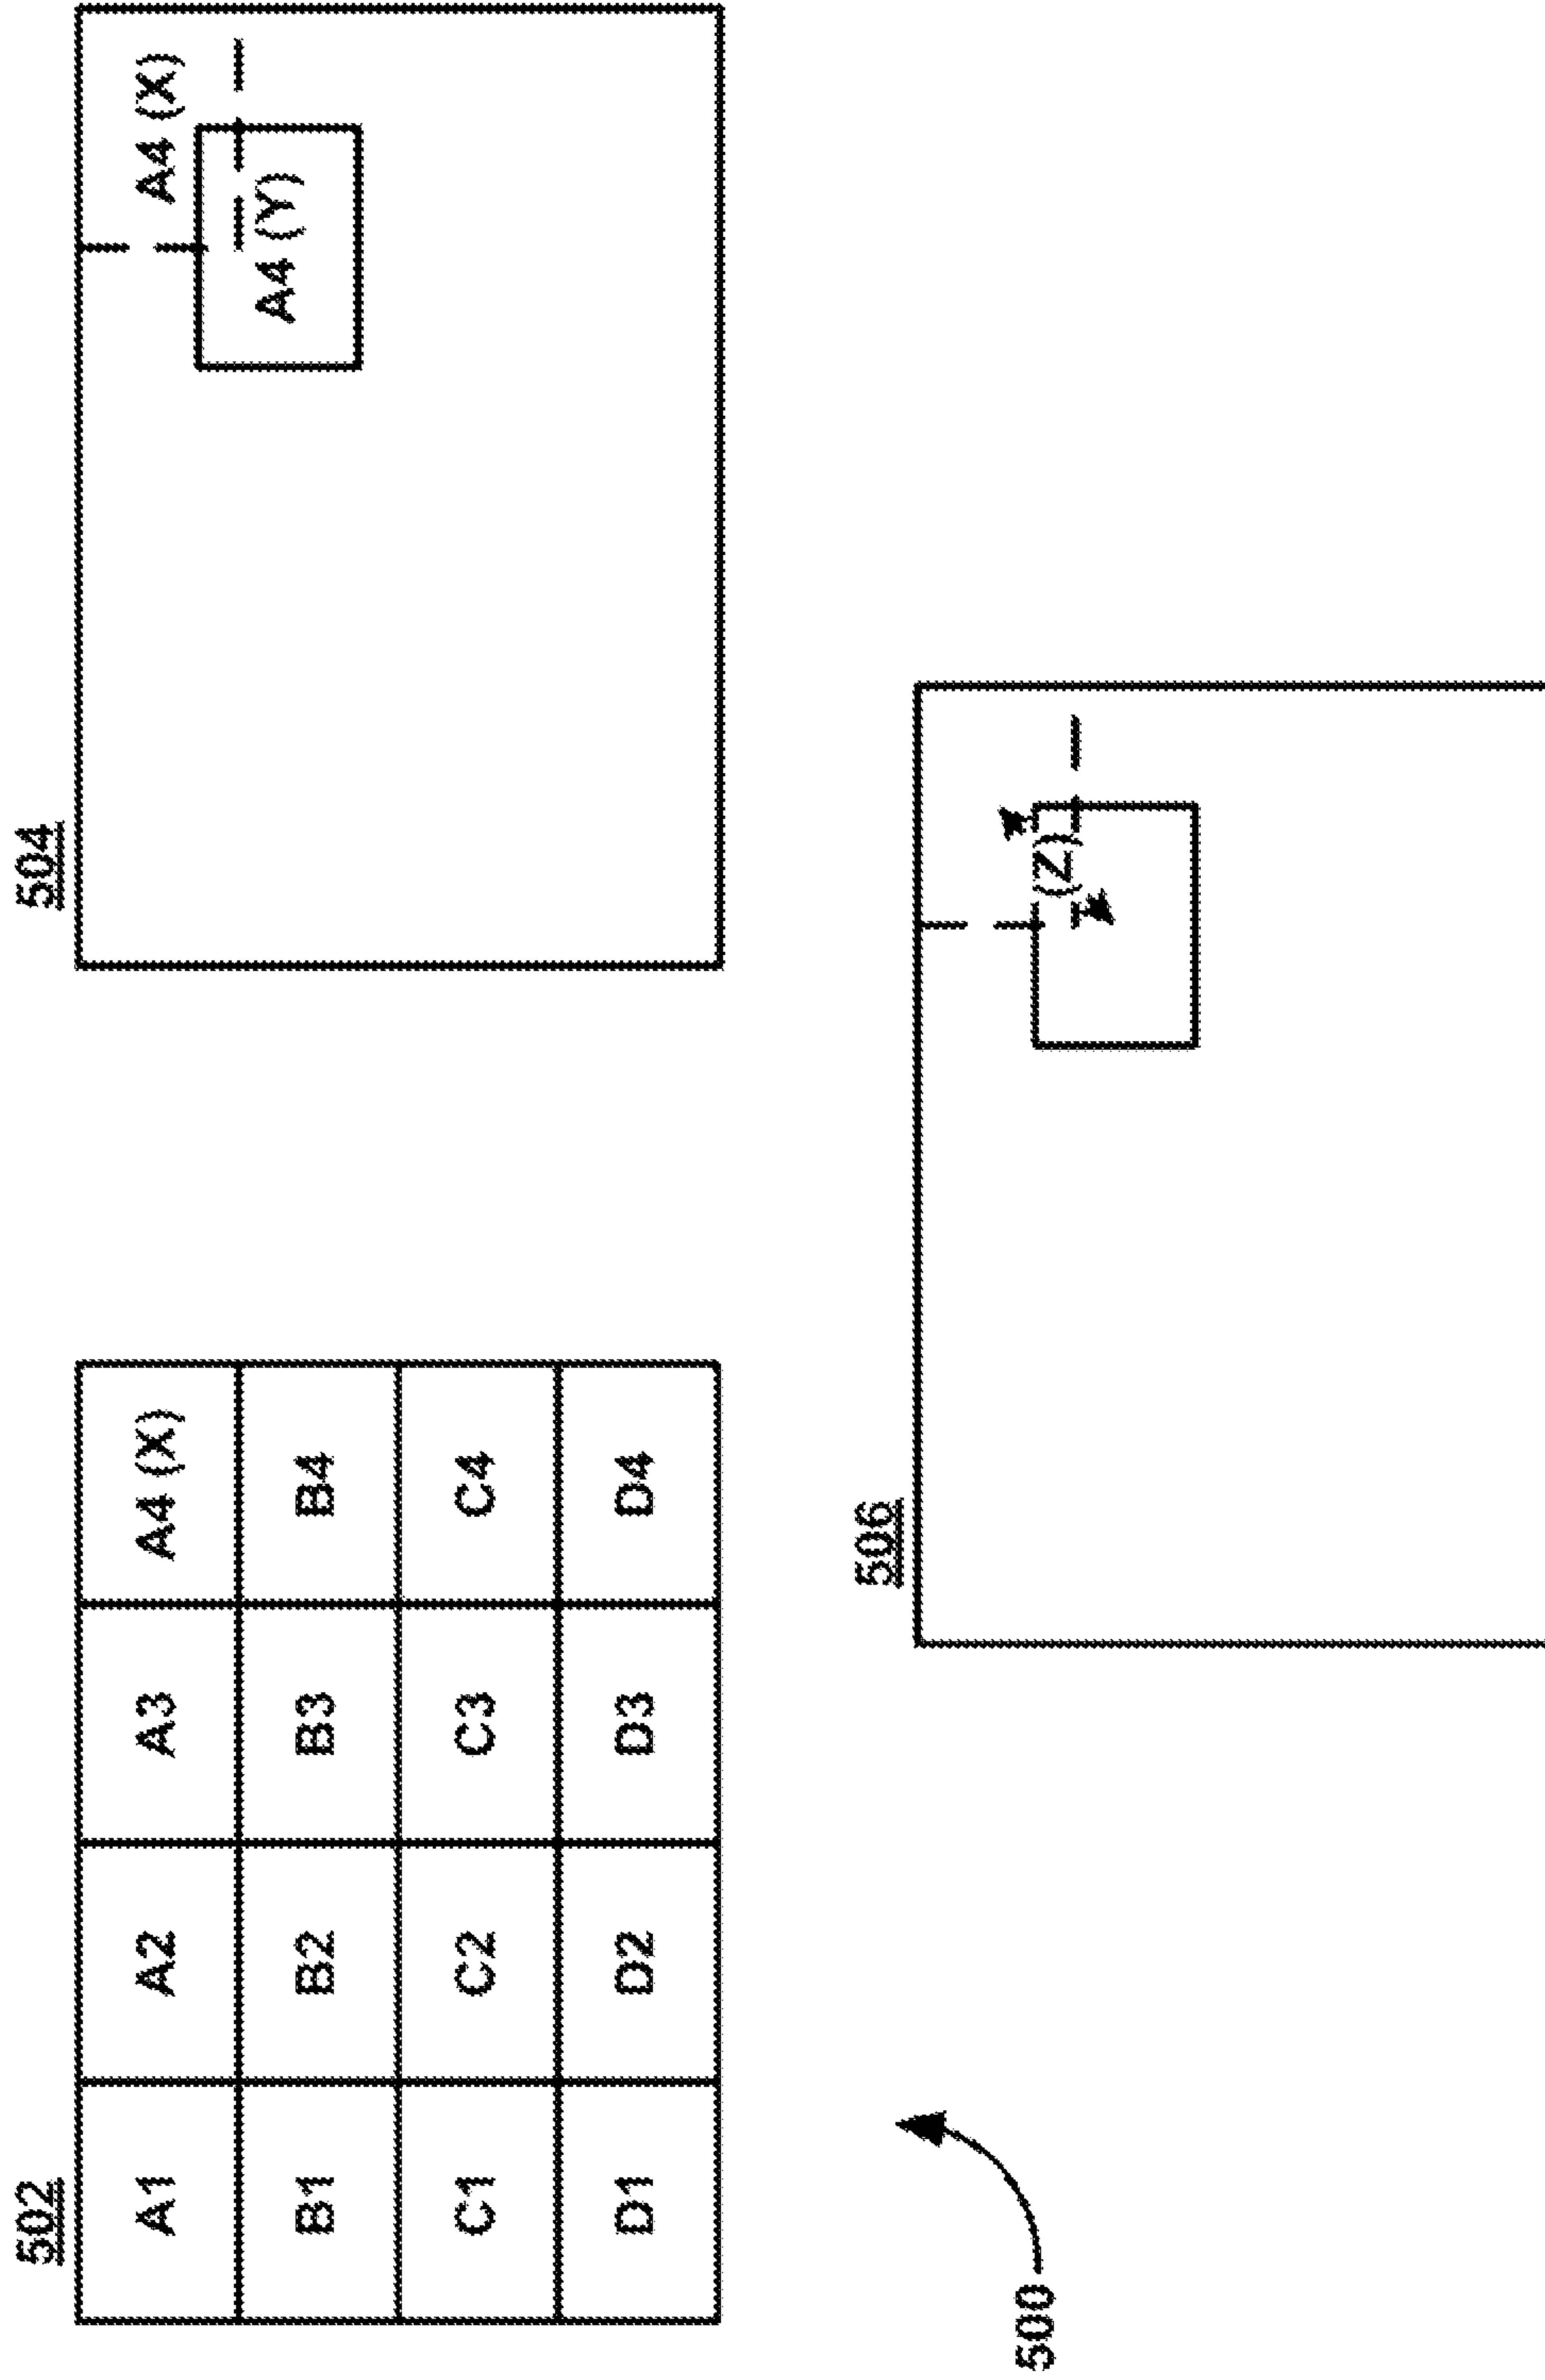 502
A1 A2 A3 A4 (X)
B1 B2 B3 B4
C1 C2 C3 C4
D1 D2 D3 D4
504
A4 (X)
A4 (Y)
506
(Z)
500